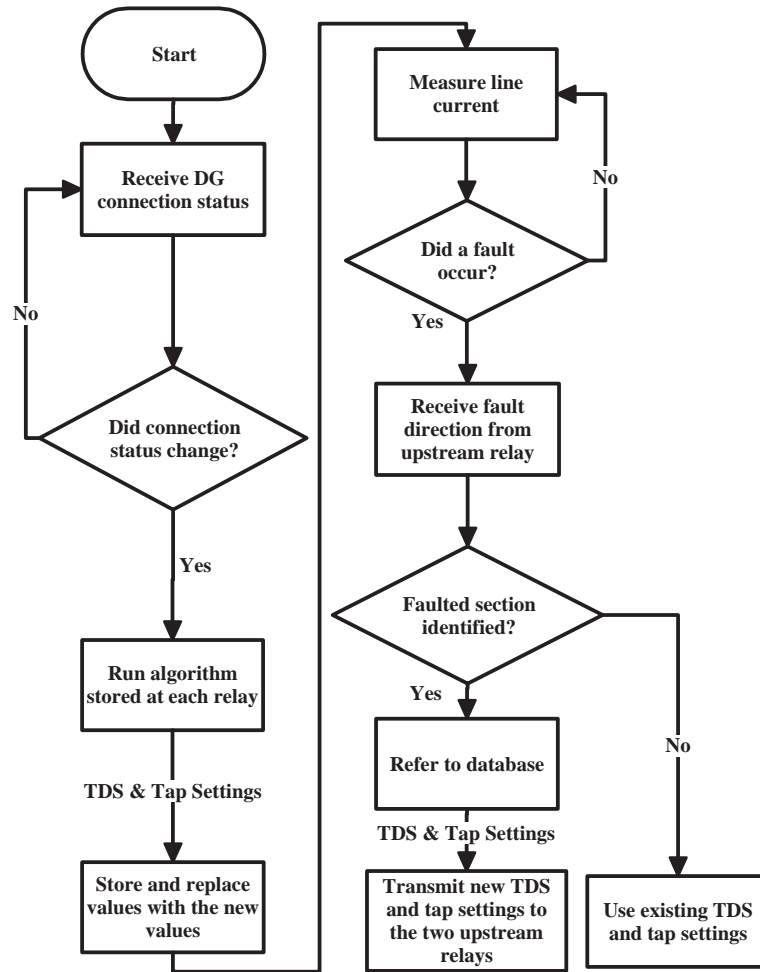 Start
Receive DG
connection status
No
Did connection
status change?
Yes
Run algorithm
stored at each relay
TDS & Tap Settings
Store and replace
values with the new
values
Measure line
current
No
Did a fault
occur?
Yes
Receive fault
direction from
upstream relay
Faulted section
identified?
Yes
No
Refer to database
TDS & Tap Settings
Transmit new TDS
and tap settings to
the two upstream
relays
Use existing TDS
and tap settings